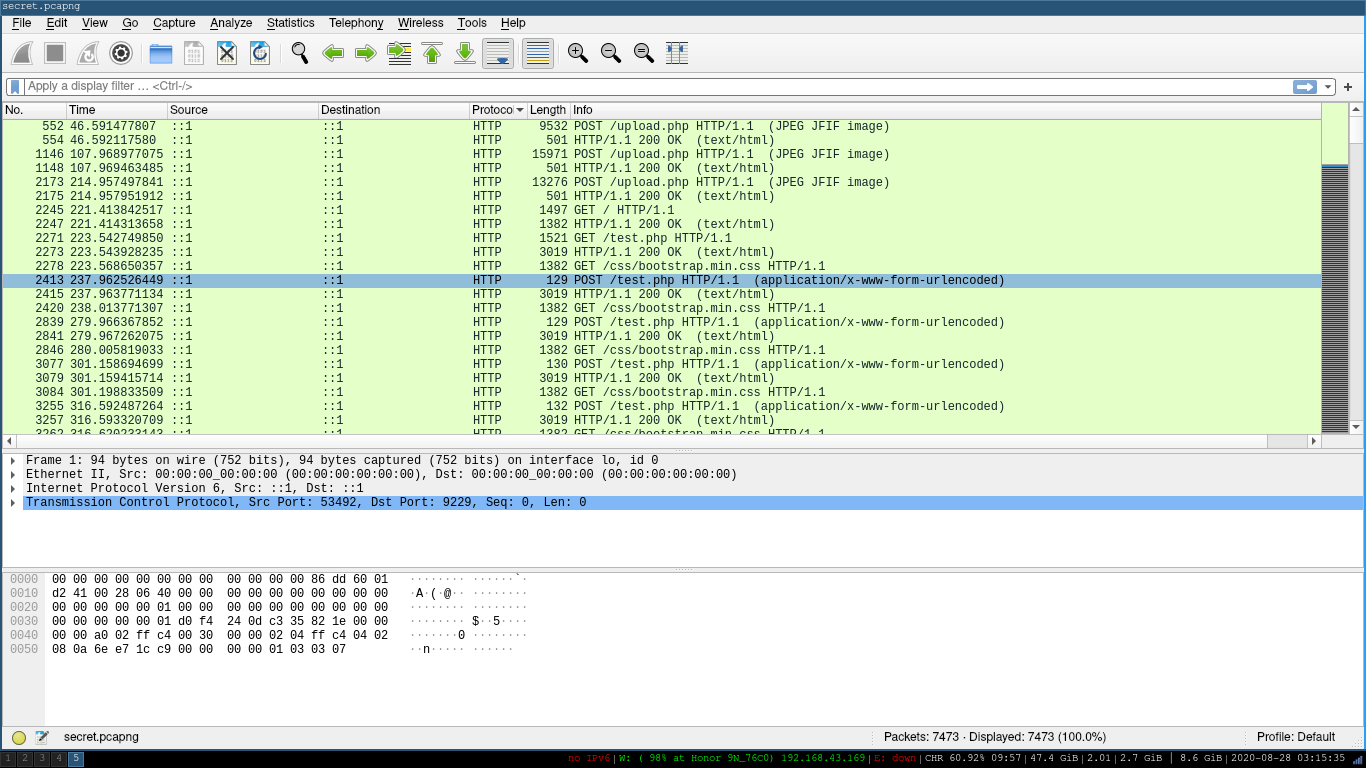 secret.pcapng
File Edit View Go Capture Analyze Statistics Telephony Wireless Tools Help
Apply a display filter … <Ctrl-/>
No. Time Source Destination Protocol Length Info
552 46.591477807 ::1 ::1 HTTP 9532 POST /upload.php HTTP/1.1 (JPEG JFIF image)
554 46.592117580 ::1 ::1 HTTP 501 HTTP/1.1 200 OK (text/html)
1146 107.968977075 ::1 ::1 HTTP 15971 POST /upload.php HTTP/1.1 (JPEG JFIF image)
1148 107.969463485 ::1 ::1 HTTP 501 HTTP/1.1 200 OK (text/html)
2173 214.957497841 ::1 ::1 HTTP 13276 POST /upload.php HTTP/1.1 (JPEG JFIF image)
2175 214.957951912 ::1 ::1 HTTP 501 HTTP/1.1 200 OK (text/html)
2245 221.413842517 ::1 ::1 HTTP 1497 GET / HTTP/1.1
2247 221.414313658 ::1 ::1 HTTP 1382 HTTP/1.1 200 OK (text/html)
2271 223.542749850 ::1 ::1 HTTP 1521 GET /test.php HTTP/1.1
2273 223.543928235 ::1 ::1 HTTP 3019 HTTP/1.1 200 OK (text/html)
2278 223.568650357 ::1 ::1 HTTP 1382 GET /css/bootstrap.min.css HTTP/1.1
2413 237.962526449 ::1 ::1 HTTP 129 POST /test.php HTTP/1.1 (application/x-www-form-urlencoded)
2415 237.963771134 ::1 ::1 HTTP 3019 HTTP/1.1 200 OK (text/html)
2420 238.013771307 ::1 ::1 HTTP 1382 GET /css/bootstrap.min.css HTTP/1.1
2839 279.966367852 ::1 ::1 HTTP 129 POST /test.php HTTP/1.1 (application/x-www-form-urlencoded)
2841 279.967262075 ::1 ::1 HTTP 3019 HTTP/1.1 200 OK (text/html)
2846 280.005819033 ::1 ::1 HTTP 1382 GET /css/bootstrap.min.css HTTP/1.1
3077 301.158694699 ::1 ::1 HTTP 130 POST /test.php HTTP/1.1 (application/x-www-form-urlencoded)
3079 301.159415714 ::1 ::1 HTTP 3019 HTTP/1.1 200 OK (text/html)
3084 301.198833509 ::1 ::1 HTTP 1382 GET /css/bootstrap.min.css HTTP/1.1
3255 316.592487264 ::1 ::1 HTTP 132 POST /test.php HTTP/1.1 (application/x-www-form-urlencoded)
3257 316.593320709 ::1 ::1 HTTP 3019 HTTP/1.1 200 OK (text/html)
3262 316.620233143 ::1 ::1 HTTP 1382 GET /css/bootstrap.min.css HTTP/1.1
Frame 1: 94 bytes on wire (752 bits), 94 bytes captured (752 bits) on interface lo, id 0
Ethernet II, Src: 00:00:00_00:00:00 (00:00:00:00:00:00), Dst: 00:00:00_00:00:00 (00:00:00:00:00:00)
Internet Protocol Version 6, Src: ::1, Dst: ::1
Transmission Control Protocol, Src Port: 53492, Dst Port: 9229, Seq: 0, Len: 0
0000 00 00 00 00 00 00 00 00 00 00 00 00 86 dd 60 01 ········ ······`·
0010 d2 41 00 28 06 40 00 00 00 00 00 00 00 00 00 00 ·A·(·@·· ········
0020 00 00 00 00 00 01 00 00 00 00 00 00 00 00 00 00 ········ ········
0030 00 00 00 00 00 01 d0 f4 24 0d c3 35 82 1e 00 00 ········ $··5····
0040 00 00 a0 02 ff c4 00 30 00 00 02 04 ff c4 04 02 ·······0 ········
0050 08 0a 6e e7 1c c9 00 00 00 00 01 03 03 07 ··n····· ······
secret.pcapng Packets: 7473 · Displayed: 7473 (100.0%) Profile: Default
1 2 3 4 5 no IPv6|W: ( 98% at Honor 9N_76C0) 192.168.43.169|E: down|CHR 60.92% 09:57|47.4 GiB|2.01|2.7 GiB | 8.6 GiB|2020-08-28 03:15:35